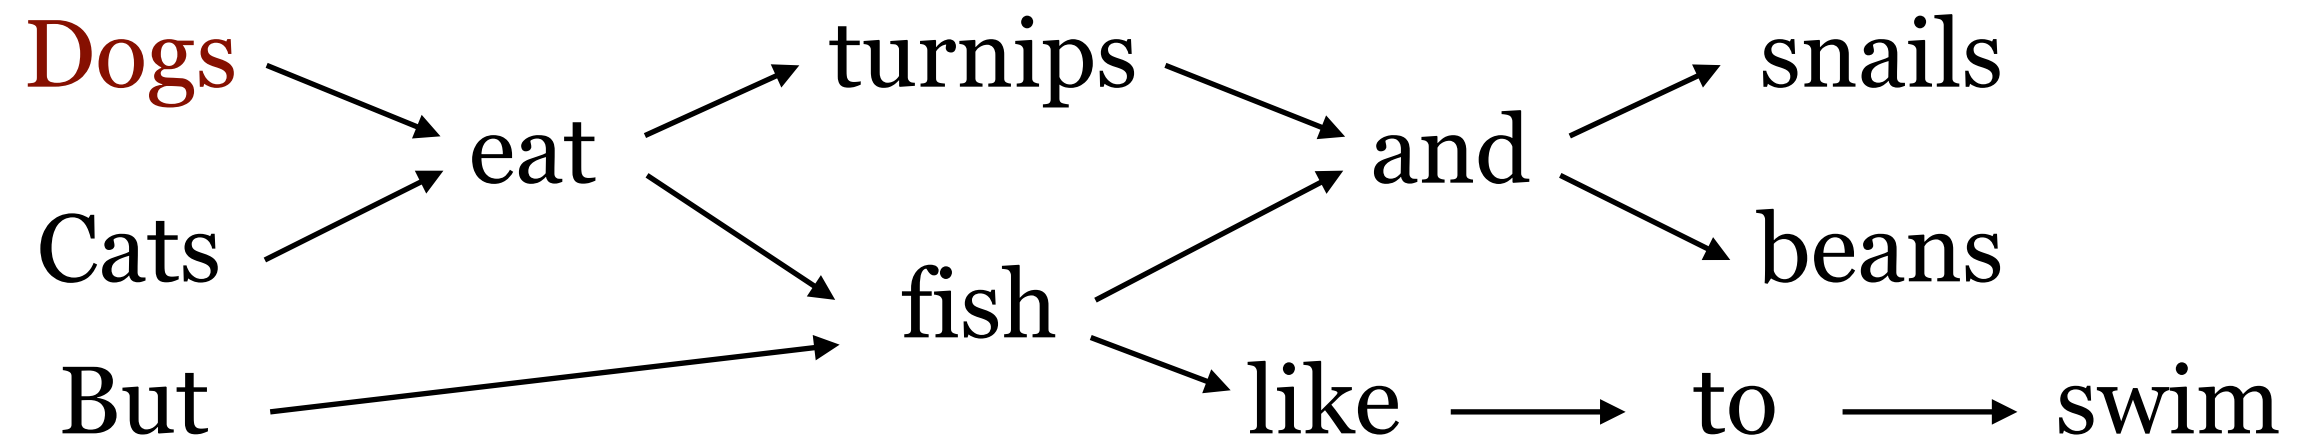 Dogs
turnips
snails
eat
and
Cats
beans
fish
But
like
to
swim